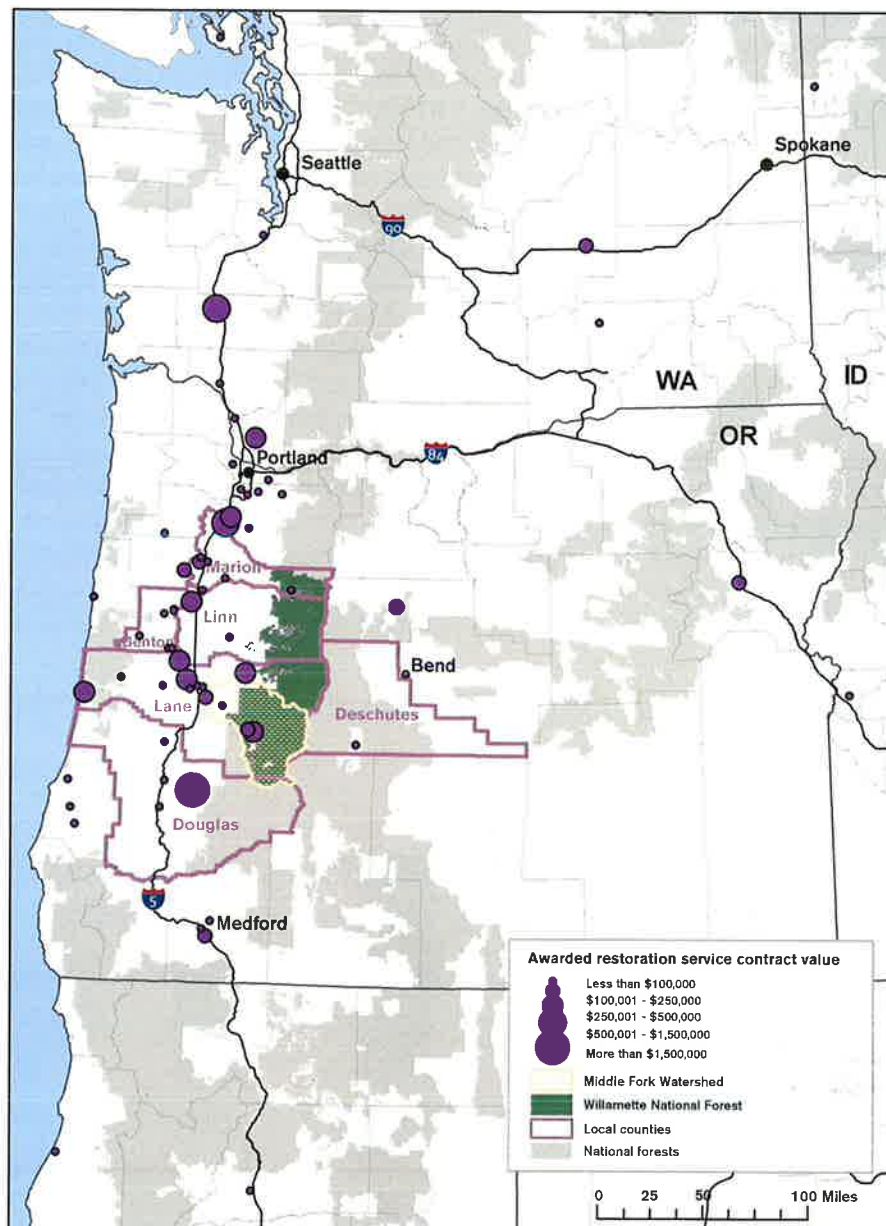 Seattle
Spokane
90
WA
ID
OR
84
Portland
Marion
Linn
Benton
Bend
Lane
Deschutes
Douglas
5
Medford
Awarded restoration service contract value
Less than $100,000
$100,001 - $250,000
$250,001 - $500,000
$500,001 - $1,500,000
More than $1,500,000
Middle Fork Watershed
Willamette National Forest
Local counties
National forests
0 25 50 100 Miles